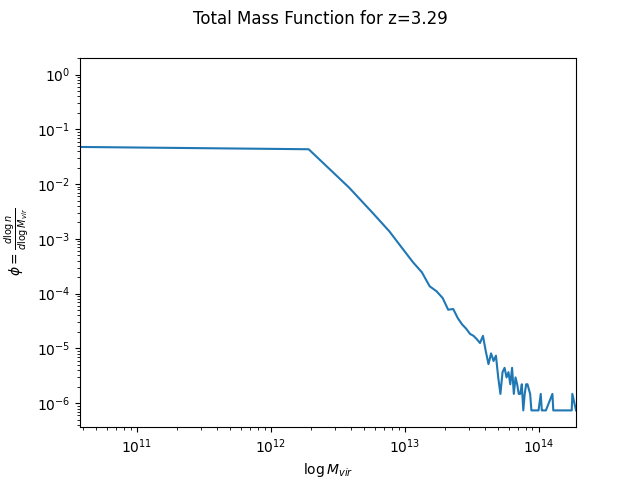 Total Mass Function for z=3.29
10⁰
10⁻¹
10⁻²
10⁻³
10⁻⁴
10⁻⁵
10⁻⁶
ϕ = d log n / d log M_vir
10¹¹ 10¹² 10¹³ 10¹⁴
log M_vir